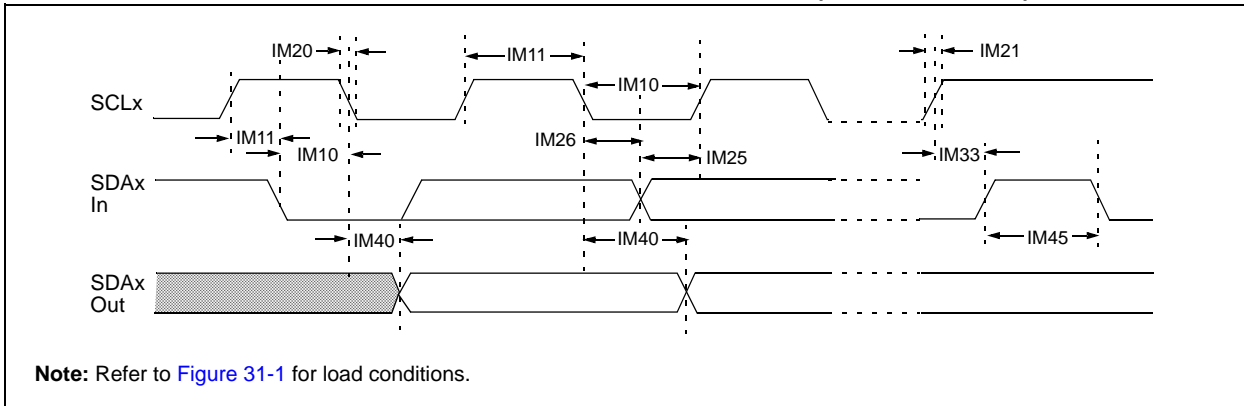 IM20
IM11
IM21
SCLx
IM10
IM11
IM10
IM26
IM25
IM33
SDAx
In
IM40
IM40
IM45
SDAx
Out
Note: Refer to Figure 31-1 for load conditions.